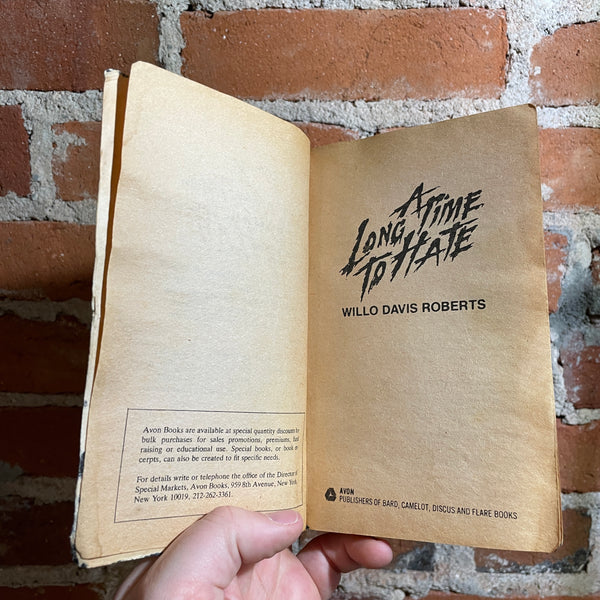 Avon Books are available at special quantity discounts for
bulk purchases for sales promotions, premiums,
raising or educational use. Special books, or book
cerpts, can also be created to fit specific needs.
For details write or telephone the office of the Director of
Special Markets, Avon Books, 959 8th Avenue, New York,
New York 10019, 212-262-3361.
A
LONG TIME
TO HATE
WILLO DAVIS ROBERTS
AVON
PUBLISHERS OF BARD, CAMELOT, DISCUS AND FLARE BOOKS